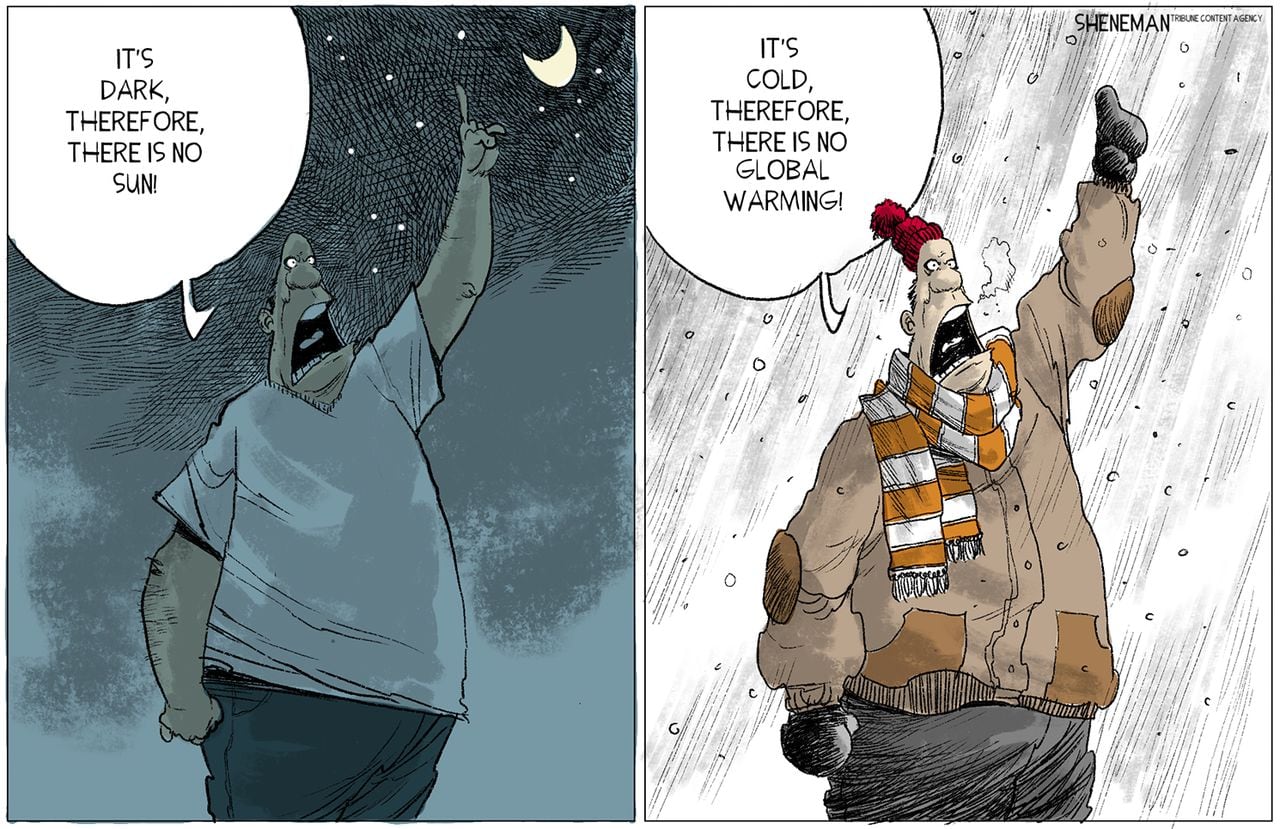 IT'S
DARK,
THEREFORE,
THERE IS NO
SUN!
IT'S
COLD,
THEREFORE,
THERE IS NO
GLOBAL
WARMING!
SHENEMAN TRIBUNE CONTENT AGENCY